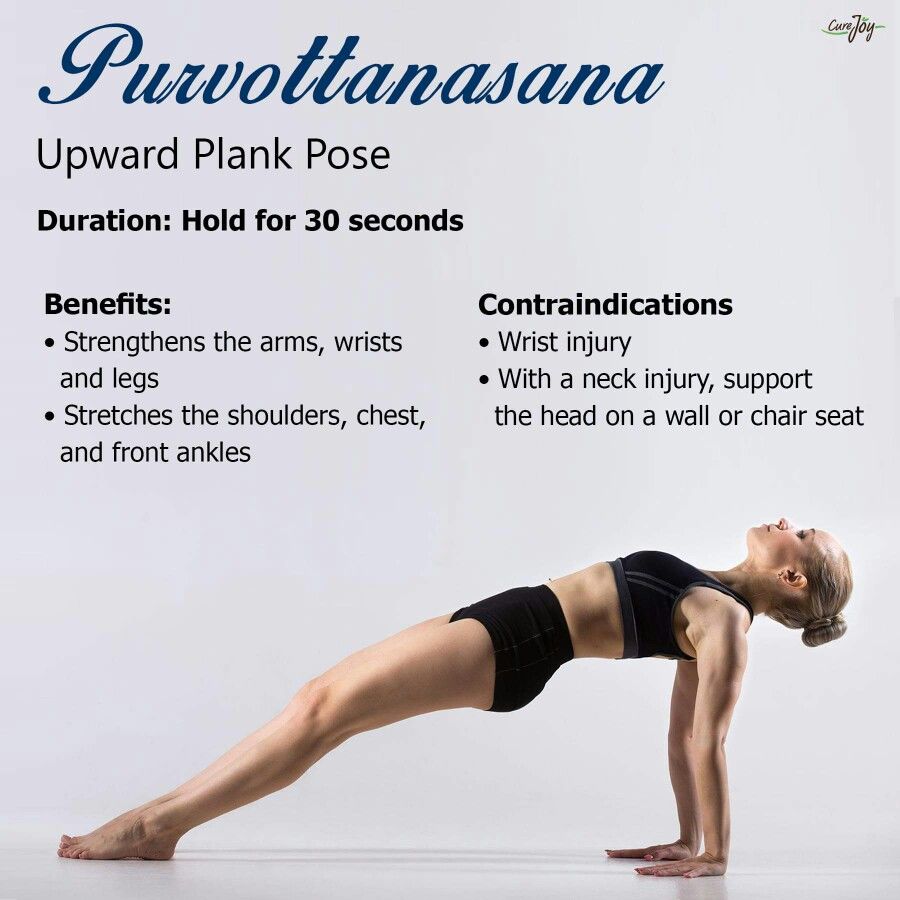 CureJoy
Purvottanasana
Upward Plank Pose
Duration: Hold for 30 seconds
Benefits:
• Strengthens the arms, wrists
and legs
• Stretches the shoulders, chest,
and front ankles
Contraindications
• Wrist injury
• With a neck injury, support
the head on a wall or chair seat